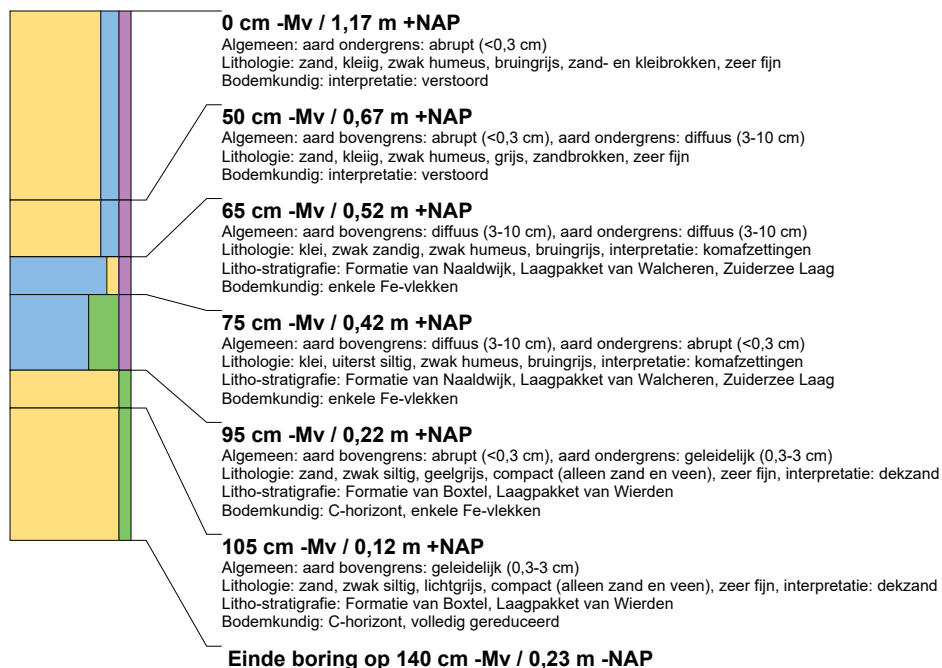 0 cm -Mv / 1,17 m +NAP
Algemeen: aard ondergrens: abrupt (<0,3 cm)
Lithologie: zand, kleiig, zwak humeus, bruingrijs, zand- en kleibrokken, zeer fijn
Bodemkundig: interpretatie: verstoord
50 cm -Mv / 0,67 m +NAP
Algemeen: aard bovengrens: abrupt (<0,3 cm), aard ondergrens: diffuus (3-10 cm)
Lithologie: zand, kleiig, zwak humeus, grijs, zandbrokken, zeer fijn
Bodemkundig: interpretatie: verstoord
65 cm -Mv / 0,52 m +NAP
Algemeen: aard bovengrens: diffuus (3-10 cm), aard ondergrens: diffuus (3-10 cm)
Lithologie: klei, zwak zandig, zwak humeus, bruingrijs, interpretatie: komafzettingen
Litho-stratigrafie: Formatie van Naaldwijk, Laagpakket van Walcheren, Zuiderzee Laag
Bodemkundig: enkele Fe-vlekken
75 cm -Mv / 0,42 m +NAP
Algemeen: aard bovengrens: diffuus (3-10 cm), aard ondergrens: abrupt (<0,3 cm)
Lithologie: klei, uiterst siltig, zwak humeus, bruingrijs, interpretatie: komafzettingen
Litho-stratigrafie: Formatie van Naaldwijk, Laagpakket van Walcheren, Zuiderzee Laag
Bodemkundig: enkele Fe-vlekken
95 cm -Mv / 0,22 m +NAP
Algemeen: aard bovengrens: abrupt (<0,3 cm), aard ondergrens: geleidelijk (0,3-3 cm)
Lithologie: zand, zwak siltig, geelgrijs, compact (alleen zand en veen), zeer fijn, interpretatie: dekzand
Litho-stratigrafie: Formatie van Boxtel, Laagpakket van Wierden
Bodemkundig: C-horizont, enkele Fe-vlekken
105 cm -Mv / 0,12 m +NAP
Algemeen: aard bovengrens: geleidelijk (0,3-3 cm)
Lithologie: zand, zwak siltig, lichtgrijs, compact (alleen zand en veen), zeer fijn, interpretatie: dekzand
Litho-stratigrafie: Formatie van Boxtel, Laagpakket van Wierden
Bodemkundig: C-horizont, volledig gereduceerd
Einde boring op 140 cm -Mv / 0,23 m -NAP